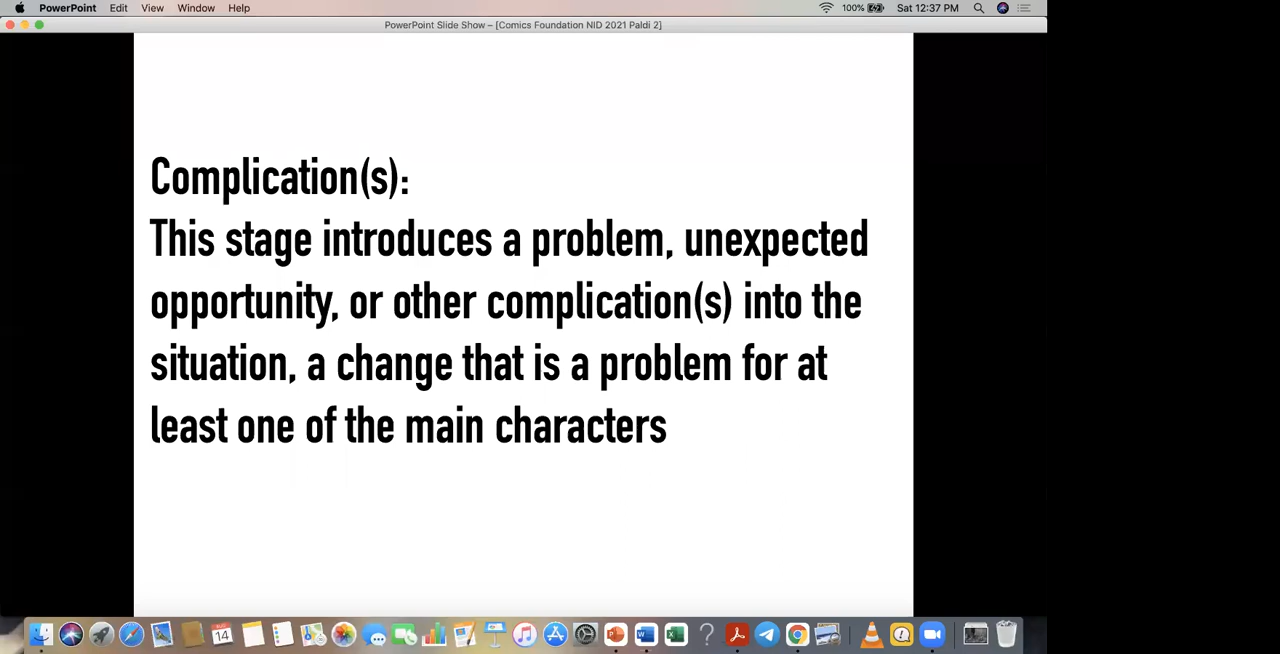 PowerPoint Edit View Window Help 100% Sat 12:37 PM
PowerPoint Slide Show – [Comics Foundation NID 2021 Paldi 2]
Complication(s):
This stage introduces a problem, unexpected
opportunity, or other complication(s) into the
situation, a change that is a problem for at
least one of the main characters
AUG
14